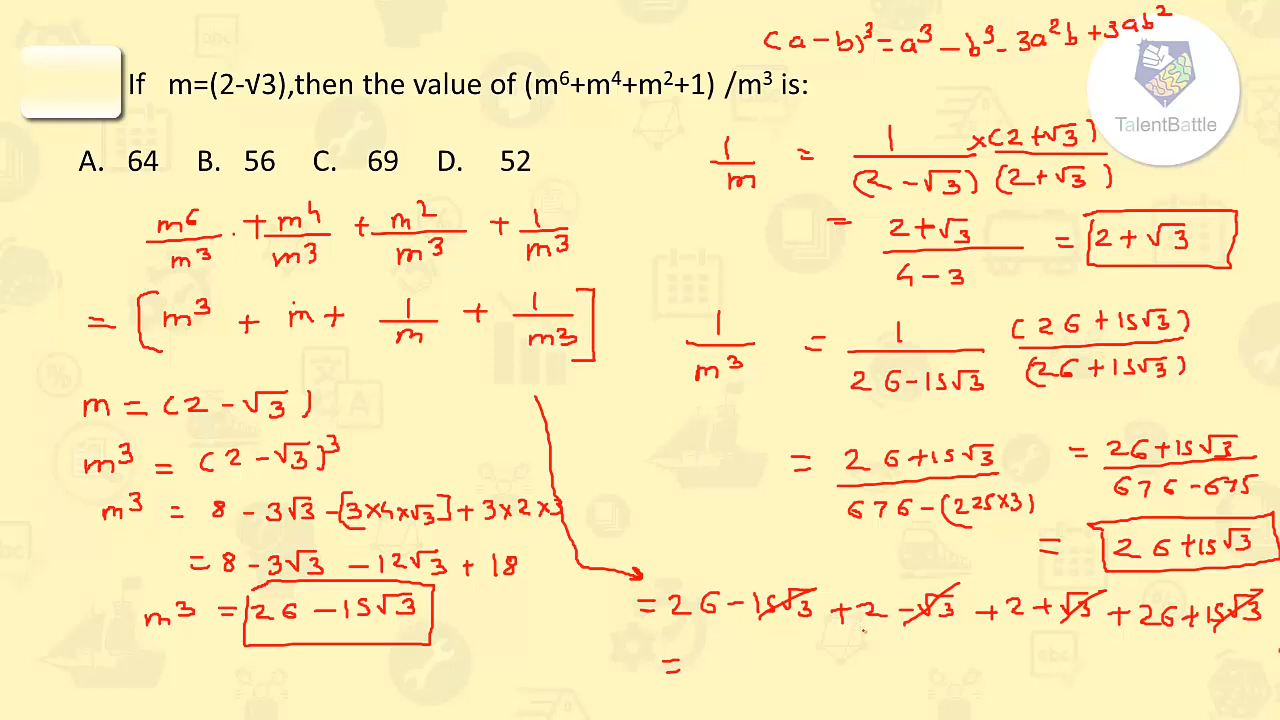 (a-b)³=a³-b³-3a²b+3ab²
If m=(2-√3),then the value of (m⁶+m⁴+m²+1) /m³ is:
TalentBattle
A. 64 B. 56 C. 69 D. 52
m⁶/m³ . + m⁴/m³ + m²/m³ + 1/m³
= [m³ + m + 1/m + 1/m³]
m = (2-√3)
m³ = (2-√3)³
m³ = 8 - 3√3 - [3×4×√3] + 3×2×3
= 8 - 3√3 - 12√3 + 18
m³ = 26 - 15√3
1/m = 1/(2-√3) ×(2+√3)/(2+√3)
= 2+√3/4-3 = 2+√3
1/m³ = 1/26-15√3 (26+15√3)/(26+15√3)
= 26+15√3/676-(225×3) = 26+15√3/676-675
= 26+15√3
= 26-15√3 + 2-√3 + 2+√3 + 26+15√3
=